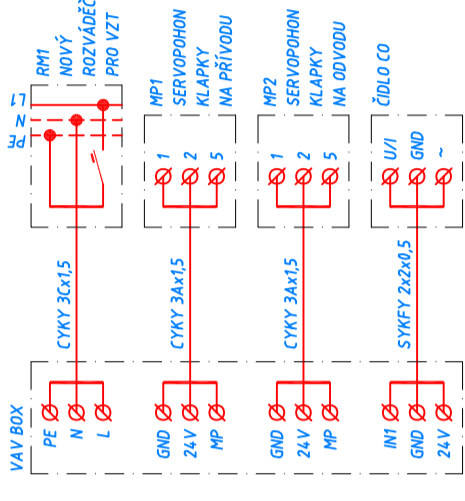 RM1
NOVÝ
ROZVÁDĚČ
PRO VZT
L1
N
PE
CYKY 3Cx1,5
VAV BOX
PE
N
L
MP1
SERVOPOHON
KLAPKY
NA PŘÍVODU
1
2
5
CYKY 3Ax1,5
GND
24V
MP
MP2
SERVOPOHON
KLAPKY
NA ODVODU
1
2
5
CYKY 3Ax1,5
GND
24V
MP
ČIDLO CO
U/I
GND
~
SYKFY 2x2x0,5
IN1
GND
24V